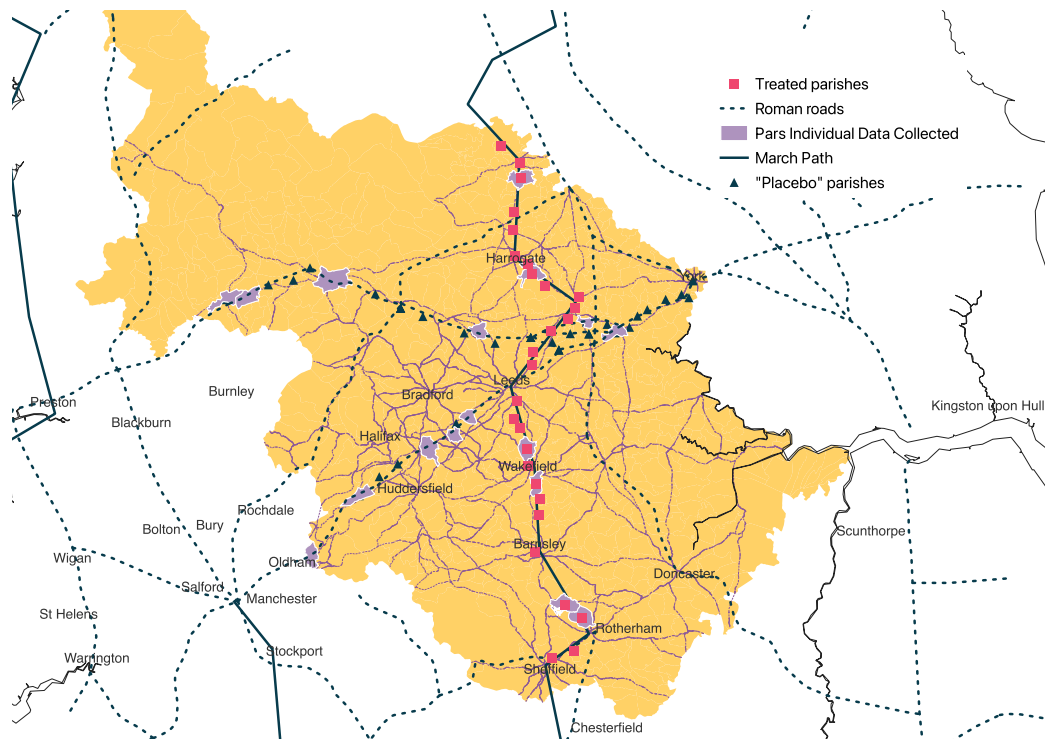 Treated parishes
Roman roads
Pars Individual Data Collected
March Path
"Placebo" parishes
Harrogate
York
Leeds
Bradford
Burnley
Preston
Blackburn
Kingston upon Hull
Halifax
Wakefield
Huddersfield
Rochdale
Bury
Bolton
Scunthorpe
Barnsley
Wigan
Oldham
Doncaster
Salford
Manchester
St Helens
Rotherham
Stockport
Warrington
Sheffield
Chesterfield